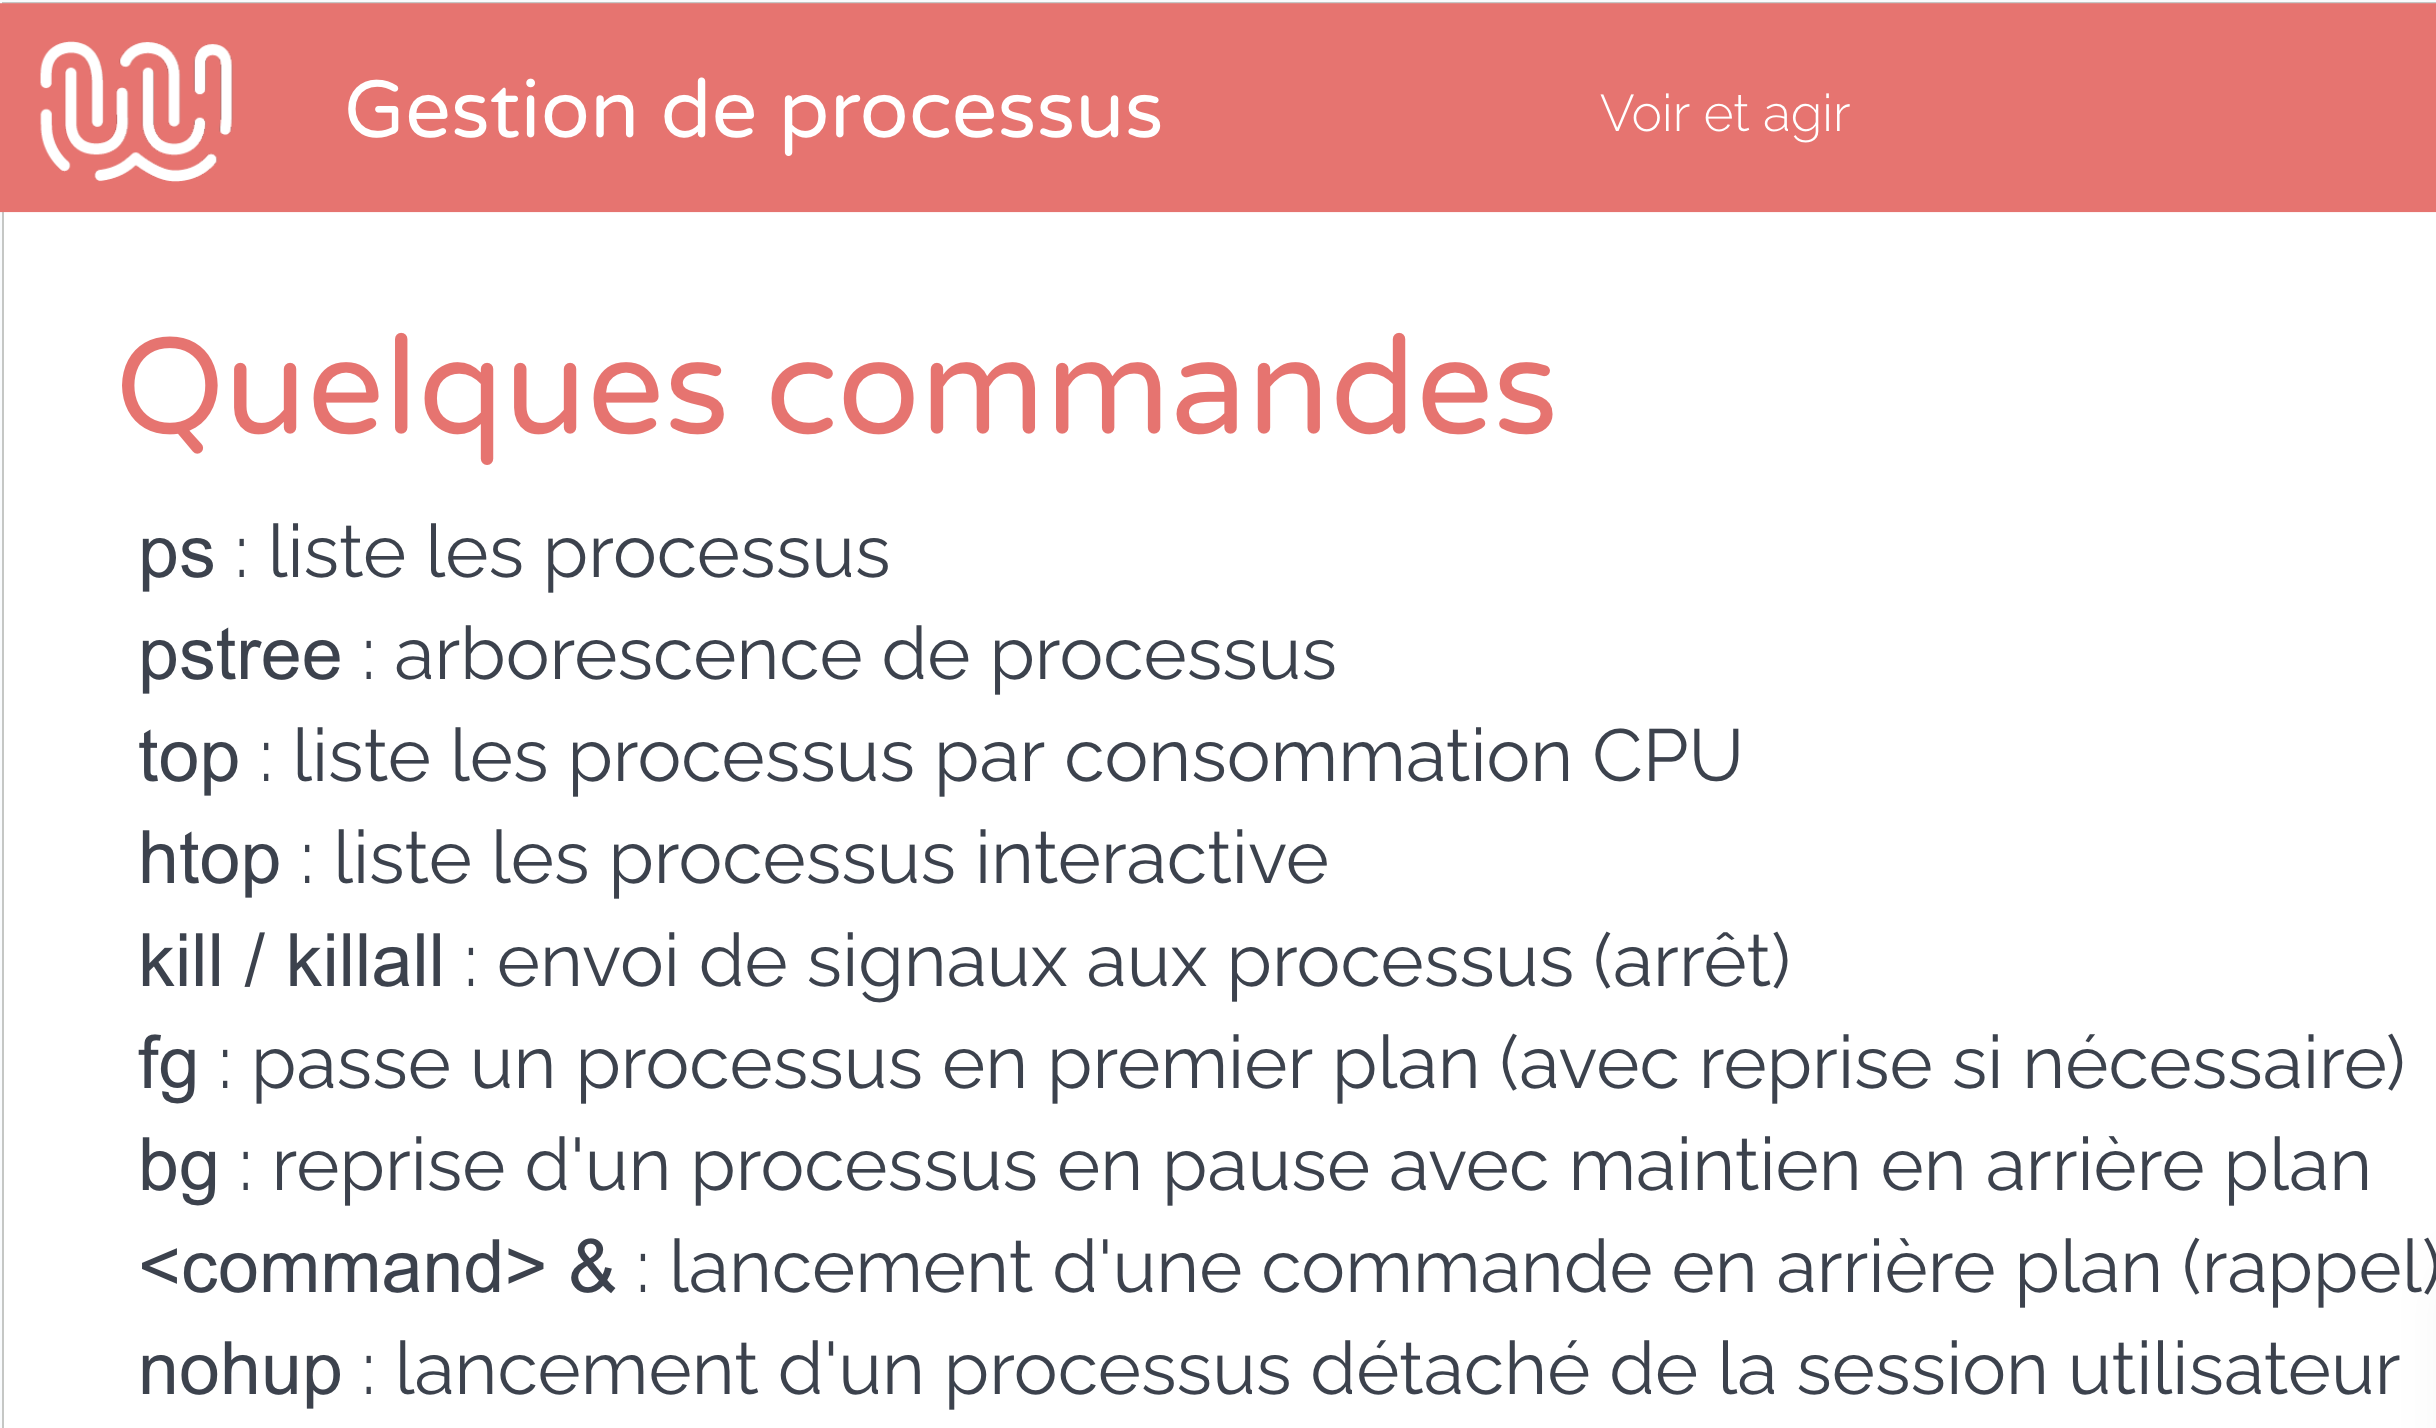 Gestion de processus
Voir et agir
Quelques commandes
ps : liste les processus
pstree : arborescence de processus
top : liste les processus par consommation CPU
htop : liste les processus interactive
kill / killall : envoi de signaux aux processus (arrêt)
fg : passe un processus en premier plan (avec reprise si nécessaire)
bg : reprise d'un processus en pause avec maintien en arrière plan
<command> & : lancement d'une commande en arrière plan (rappel)
nohup : lancement d'un processus détaché de la session utilisateur